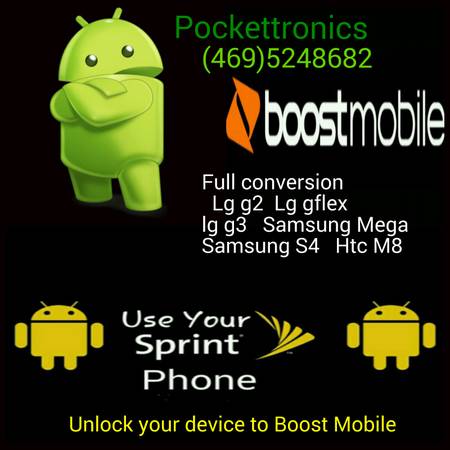 Pockettronics
(469)5248682
boostmobile
Full conversion
Lg g2 Lg gflex
lg g3 Samsung Mega
Samsung S4 Htc M8
Use Your
Sprint
Phone
Unlock your device to Boost Mobile